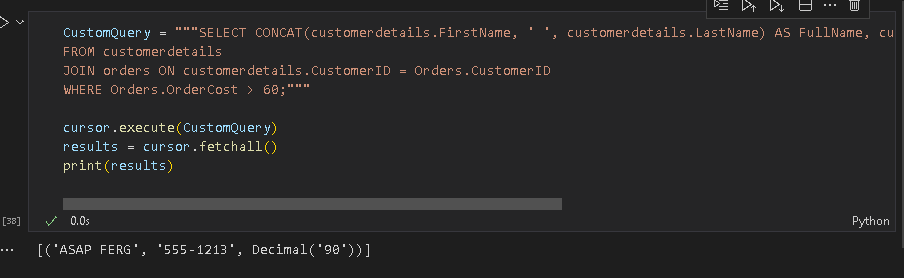 CustomQuery = """SELECT CONCAT(customerdetails.FirstName, ' ', customerdetails.LastName) AS FullName, cu
FROM customerdetails
JOIN orders ON customerdetails.CustomerID = Orders.CustomerID
WHERE Orders.OrderCost > 60;"""
cursor.execute(CustomQuery)
results = cursor.fetchall()
print(results)
[38]
0.0s
Python
... [('ASAP FERG', '555-1213', Decimal('90'))]